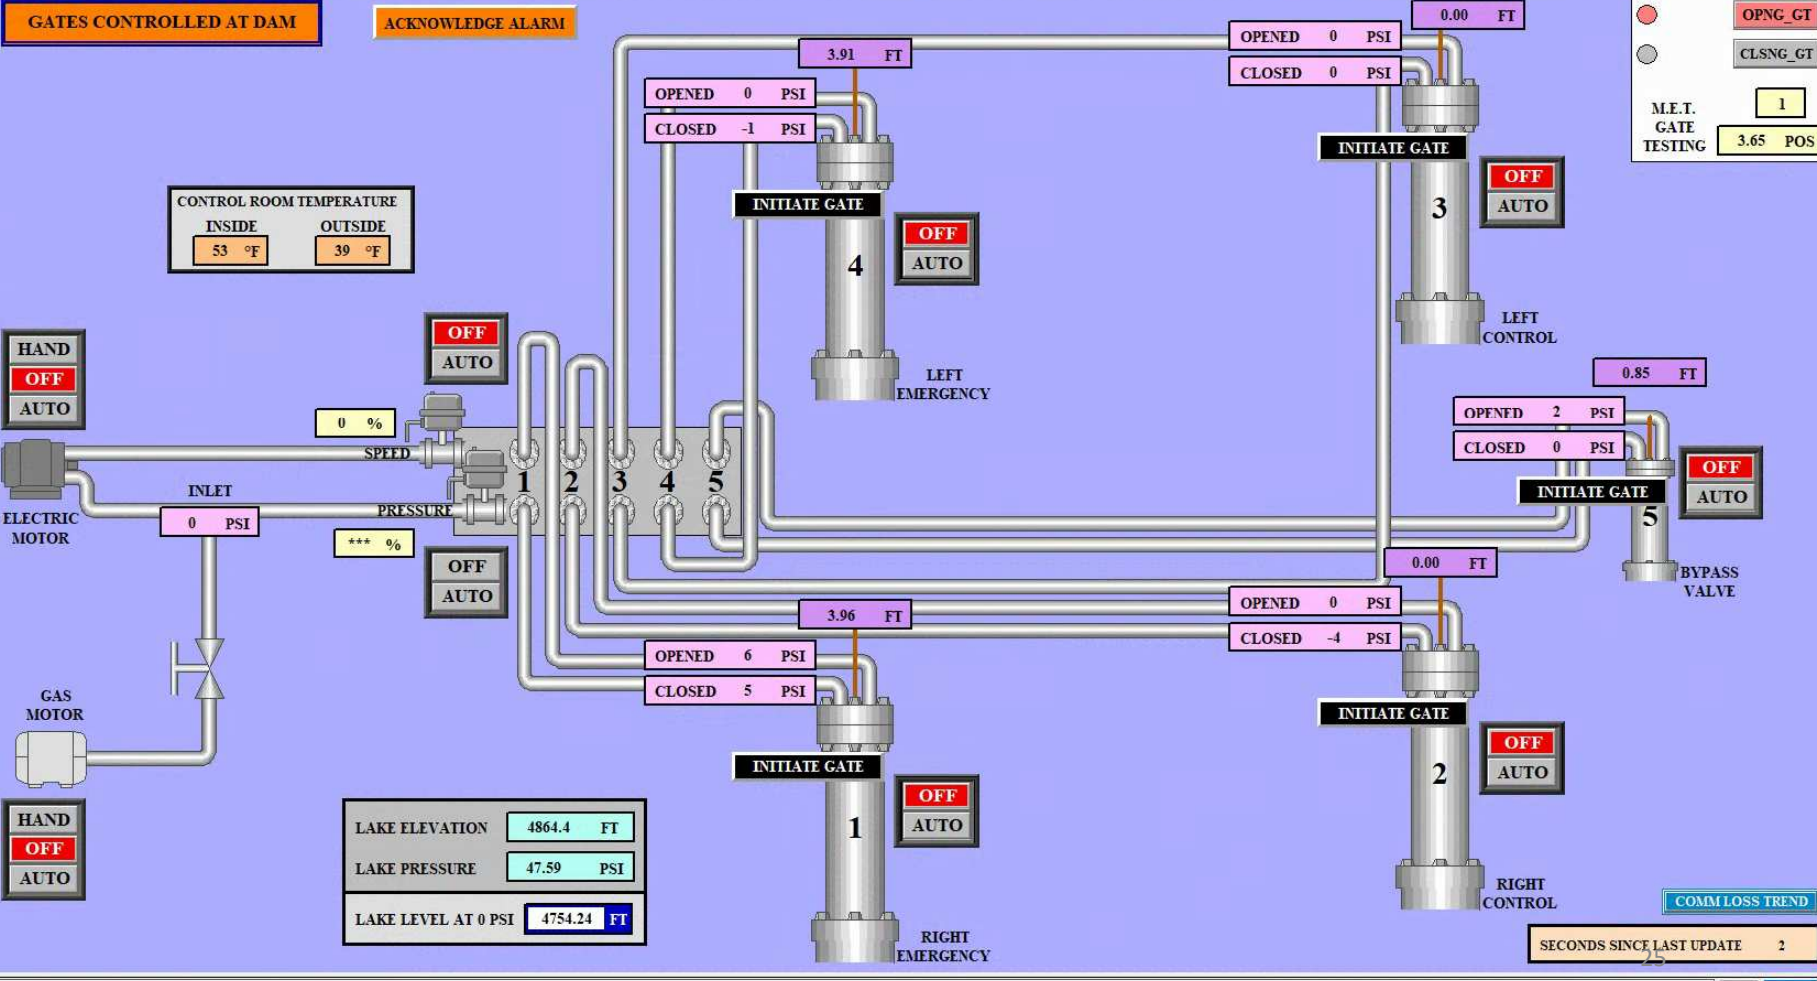 GATES CONTROLLED AT DAM
ACKNOWLEDGE ALARM
0.00 FT
OPNG_GT
CLSNG_GT
M.E.T.
GATE
TESTING
1
3.65 POS
OPENED 0 PSI
CLOSED 0 PSI
INITIATE GATE
3
OFF
AUTO
LEFT
CONTROL
3.91 FT
OPENED 0 PSI
CLOSED -1 PSI
INITIATE GATE
4
OFF
AUTO
LEFT
EMERGENCY
CONTROL ROOM TEMPERATURE
INSIDE OUTSIDE
53 °F 39 °F
HAND
OFF
AUTO
ELECTRIC
MOTOR
OFF
AUTO
0 %
SPEED
INLET
0 PSI
PRESSURE
*** %
OFF
AUTO
1 2 3 4 5
0.85 FT
OPENED 2 PSI
CLOSED 0 PSI
INITIATE GATE
5
OFF
AUTO
BYPASS
VALVE
0.00 FT
OPENED 0 PSI
CLOSED -4 PSI
INITIATE GATE
2
OFF
AUTO
RIGHT
CONTROL
3.96 FT
OPENED 6 PSI
CLOSED 5 PSI
INITIATE GATE
1
OFF
AUTO
RIGHT
EMERGENCY
GAS
MOTOR
HAND
OFF
AUTO
LAKE ELEVATION 4864.4 FT
LAKE PRESSURE 47.59 PSI
LAKE LEVEL AT 0 PSI 4754.24 FT
COMM LOSS TREND
SECONDS SINCE LAST UPDATE 2
25